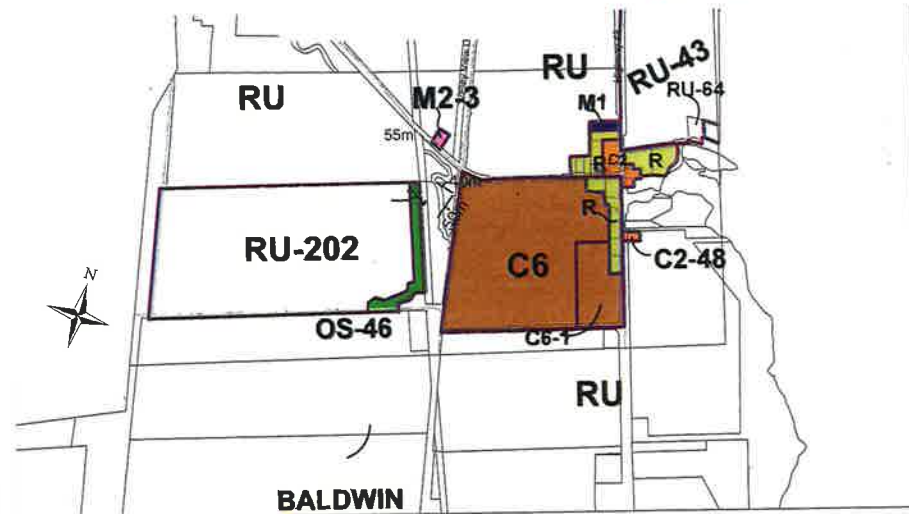 RU
RU
RU-43
RU-64
M2-3
M1
55m
C2
R
R
R
RU-202
C6
C2-48
N
OS-46
C6-1
RU
BALDWIN